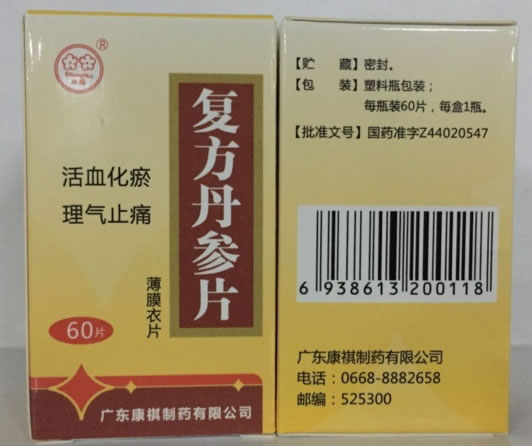 ®
复方丹参片
活血化瘀
理气止痛
薄膜衣片
60片
广东康祺制药有限公司
【贮 藏】密封。
【包 装】塑料瓶包装；
每瓶装60片，每盒1瓶。
【批准文号】国药准字Z44020547
6 938613 200118
广东康祺制药有限公司
电话：0668-8882658
邮编：525300